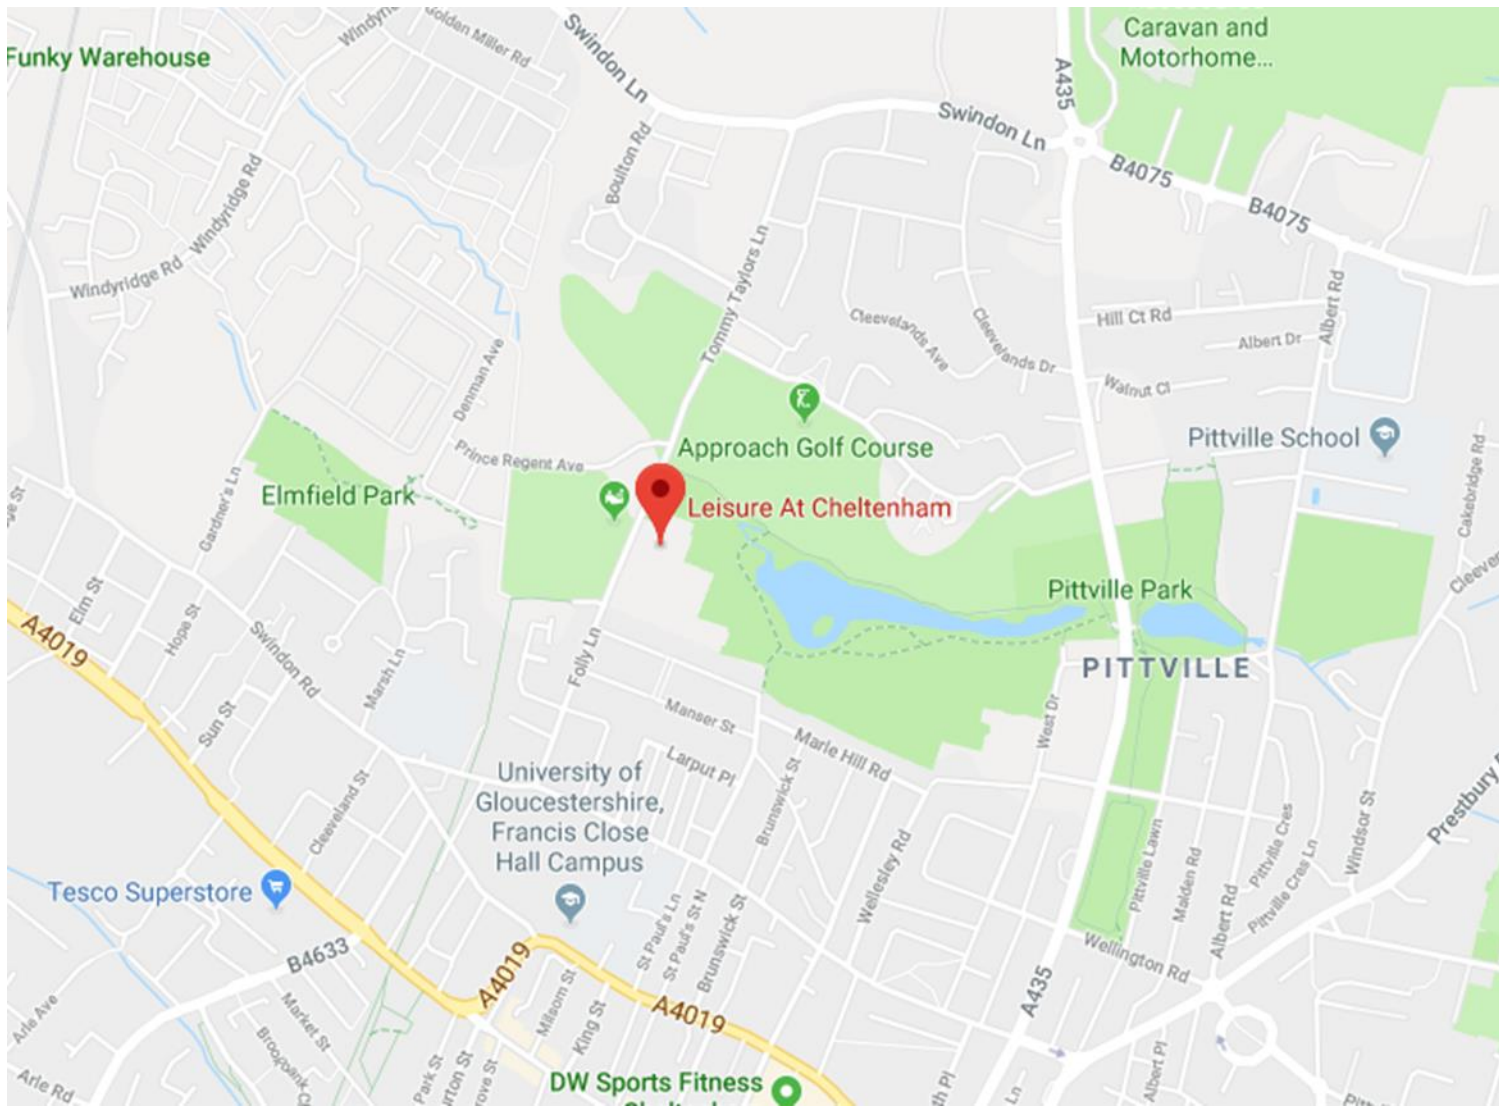 Funky Warehouse
Golden Miller Rd
Swindon Ln
A435
Caravan and
Motorhome...
Swindon Ln
B4075
B4075
Boulton Rd
Windyridge Rd
Windyridge Rd
Tommy Taylors Ln
Albert Rd
Hill Ct Rd
Albert Dr
Cleevelands Ave
Cleevelands Dr
Walnut Cl
Denman Ave
Pittville School
Approach Golf Course
Prince Regent Ave
Cakebridge Rd
Elmfield Park
Gardner's Ln
Leisure At Cheltenham
Pittville Park
Elm St
Hope St
A4019
Swindon Rd
Folly Ln
PITTVILLE
Marsh Ln
Sun St
Manser St
West Dr
Marle Hill Rd
Larput Pl
University of
Gloucestershire,
Francis Close
Hall Campus
Brunswick St
Cleeveland St
Prestbury
Windsor St
Pittville Cres
Pittville Cres Ln
Pittville Lawn
Malden Rd
Wellesley Rd
Albert Rd
Tesco Superstore
St Paul's Ln
St Paul's St N
Brunswick St
B4633
A4019
Wellington Rd
A435
A4019
Milsom St
King St
Market St
Arle Ave
Arle Rd
Park St
Albert Pl
DW Sports Fitness